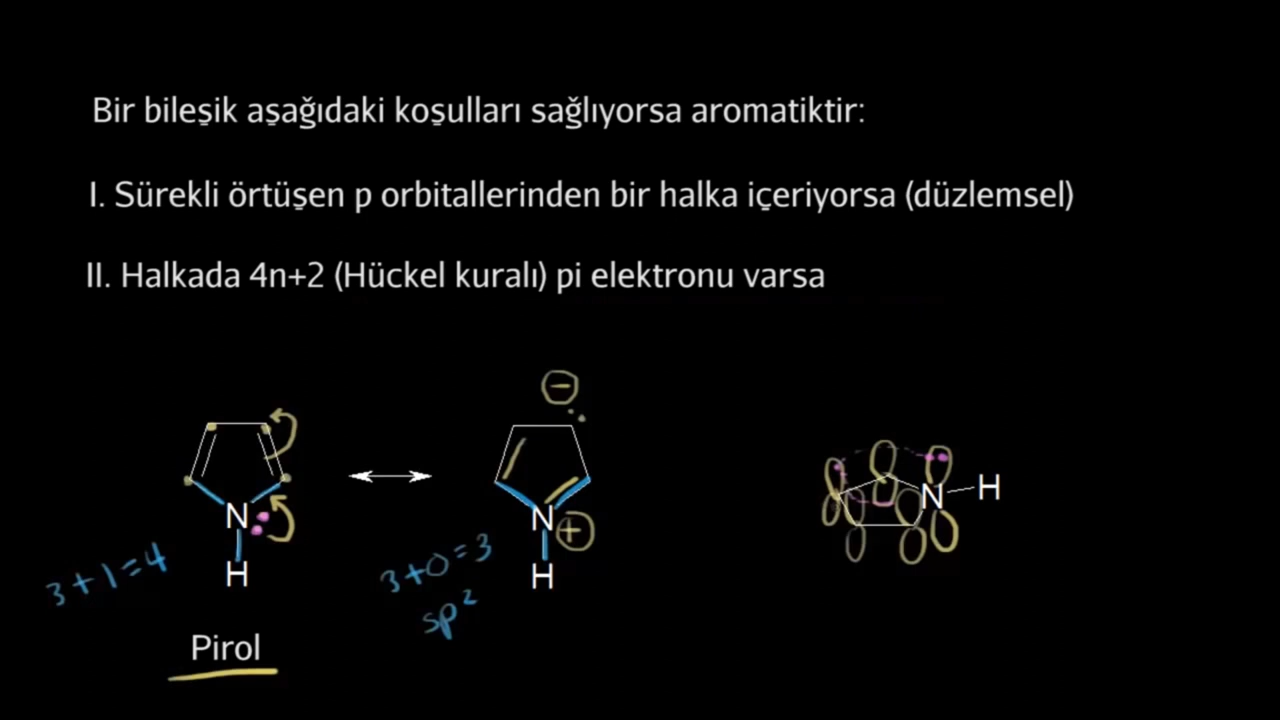 Bir bileşik aşağıdaki koşulları sağlıyorsa aromatiktir:
I. Sürekli örtüşen p orbitallerinden bir halka içeriyorsa (düzlemsel)
II. Halkada 4n+2 (Hückel kuralı) pi elektronu varsa
N
H
3+1=4
Pirol
−
N
+
H
3+0=3
sp²
N
H